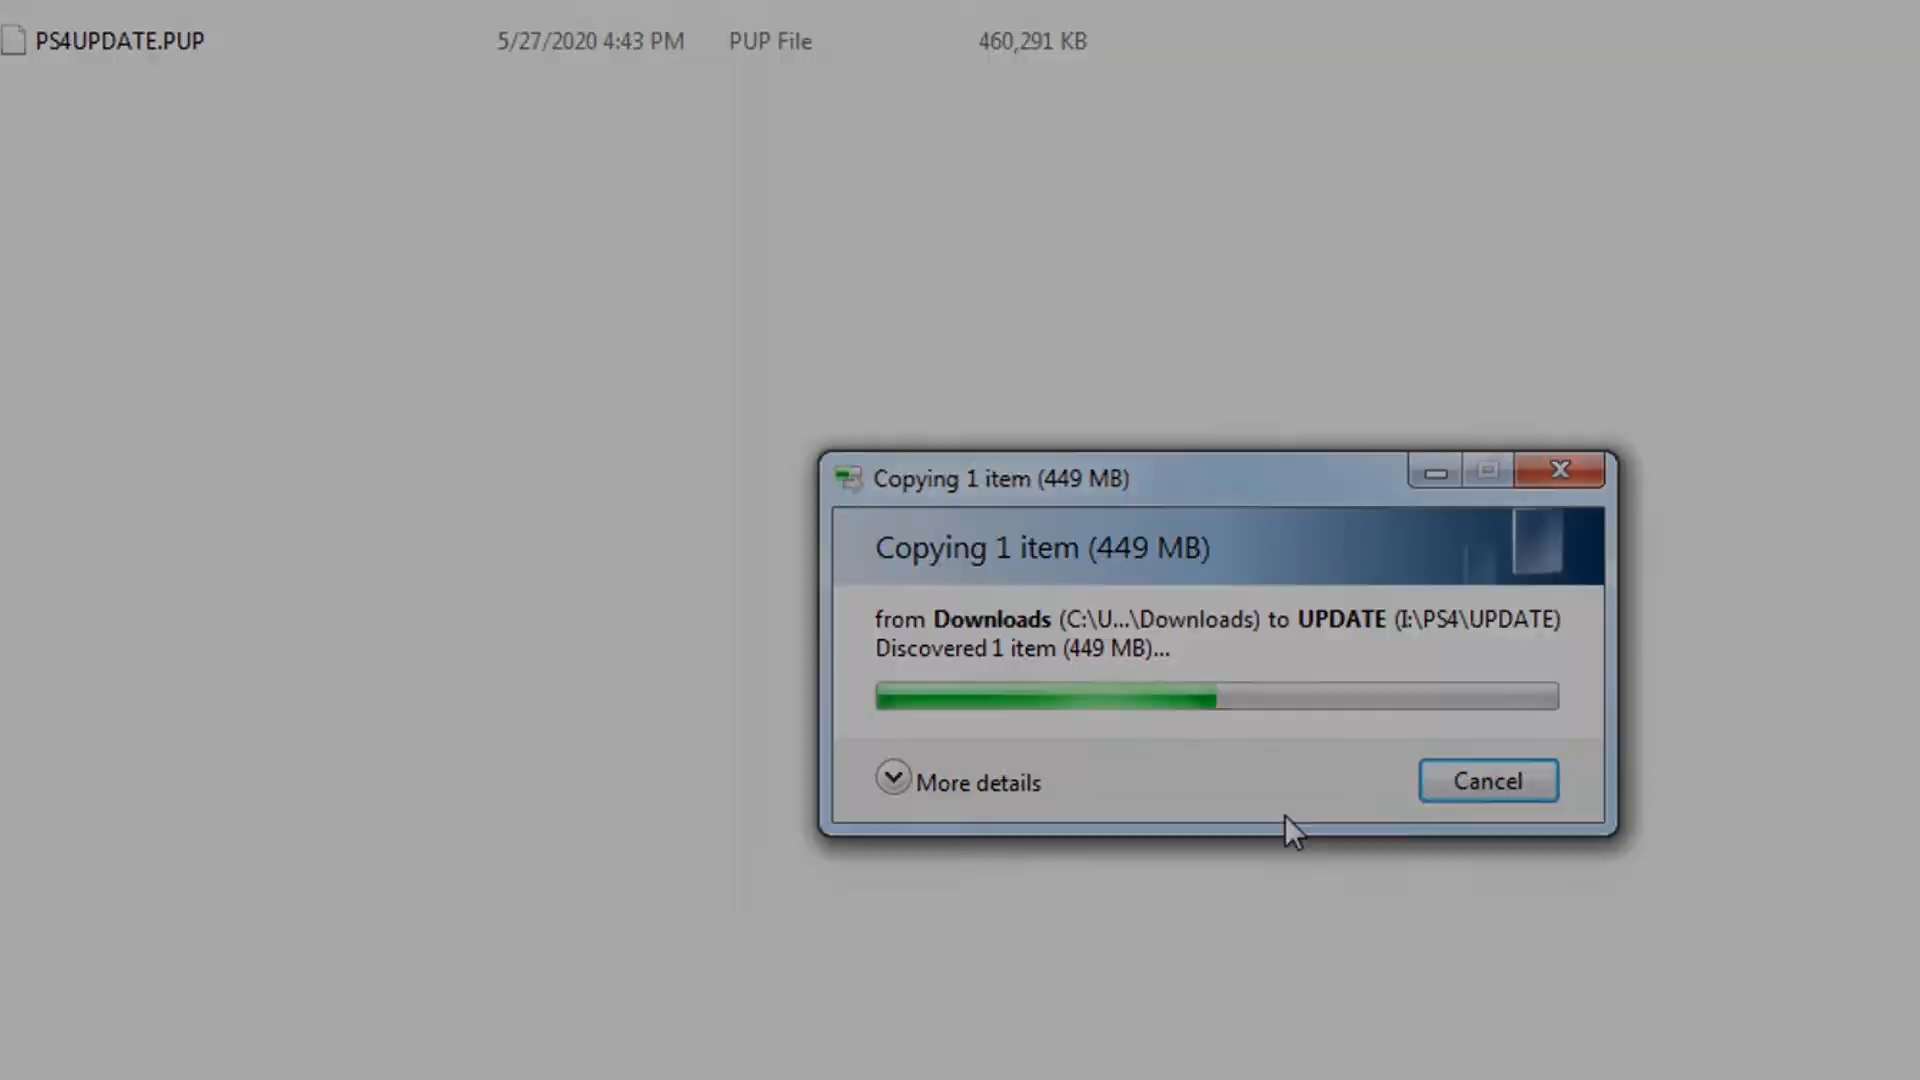 PS4UPDATE.PUP 5/27/2020 4:43 PM PUP File 460,291 KB
Copying 1 item (449 MB)
Copying 1 item (449 MB)
from Downloads (C:\U...\Downloads) to UPDATE (I:\PS4\UPDATE)
Discovered 1 item (449 MB)...
More details
Cancel